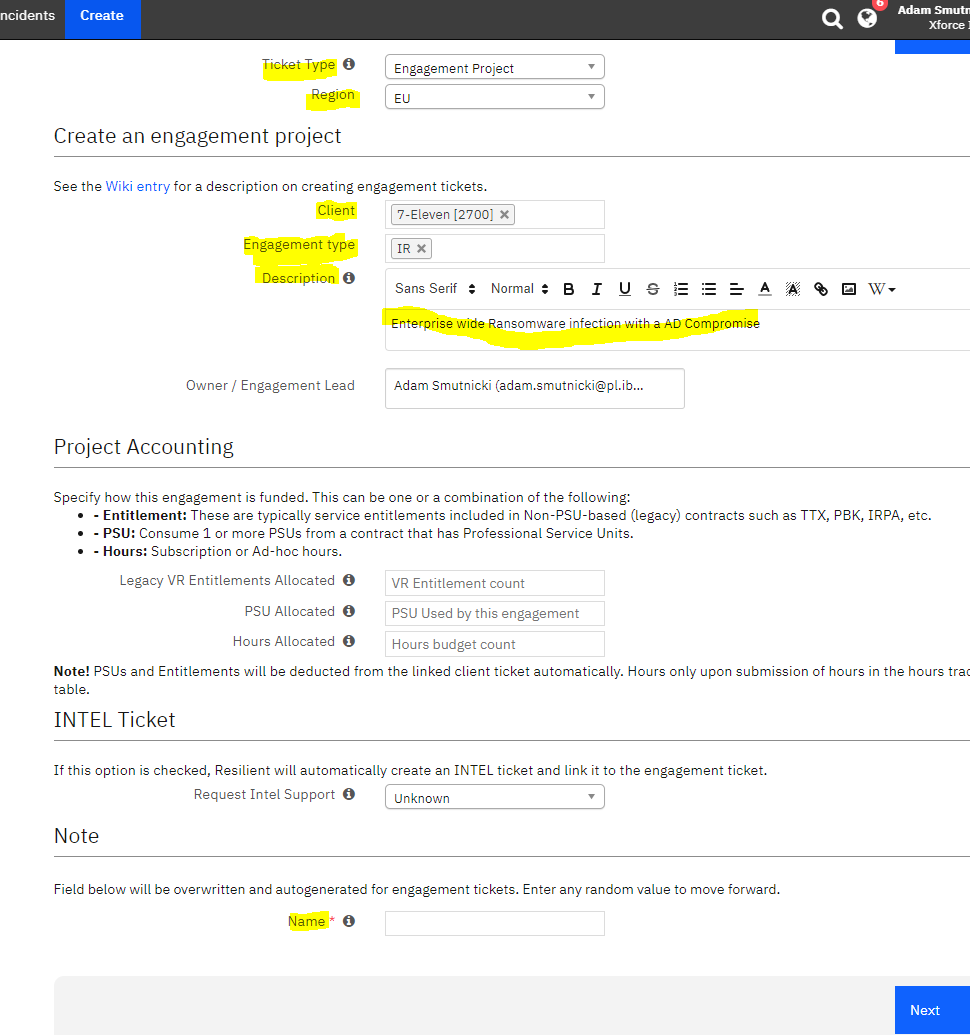 ncidents Create 6 Adam Smutn
Xforce
Ticket Type Engagement Project
Region EU
Create an engagement project
See the Wiki entry for a description on creating engagement tickets.
Client 7-Eleven [2700]
Engagement type IR
Description Sans Serif Normal B I U S A A W
Enterprise wide Ransomware infection with a AD Compromise
Owner / Engagement Lead Adam Smutnicki (adam.smutnicki@pl.ib...
Project Accounting
Specify how this engagement is funded. This can be one or a combination of the following:
• - Entitlement: These are typically service entitlements included in Non-PSU-based (legacy) contracts such as TTX, PBK, IRPA, etc.
• - PSU: Consume 1 or more PSUs from a contract that has Professional Service Units.
• - Hours: Subscription or Ad-hoc hours.
Legacy VR Entitlements Allocated VR Entitlement count
PSU Allocated PSU Used by this engagement
Hours Allocated Hours budget count
Note! PSUs and Entitlements will be deducted from the linked client ticket automatically. Hours only upon submission of hours in the hours trac
table.
INTEL Ticket
If this option is checked, Resilient will automatically create an INTEL ticket and link it to the engagement ticket.
Request Intel Support Unknown
Note
Field below will be overwritten and autogenerated for engagement tickets. Enter any random value to move forward.
Name *
Next